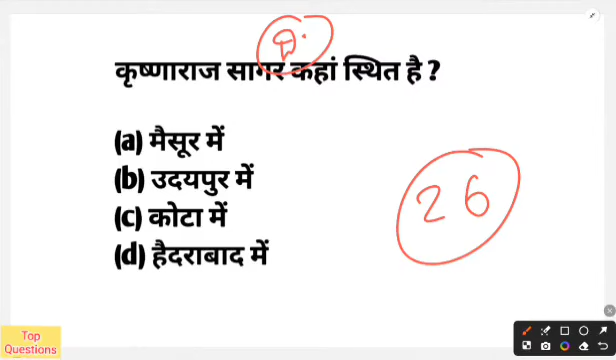 कृष्णाराज सागर कहां स्थित है ?
(a) मैसूर में
(b) उदयपुर में
(c) कोटा में
(d) हैदराबाद में
26
Top
Questions